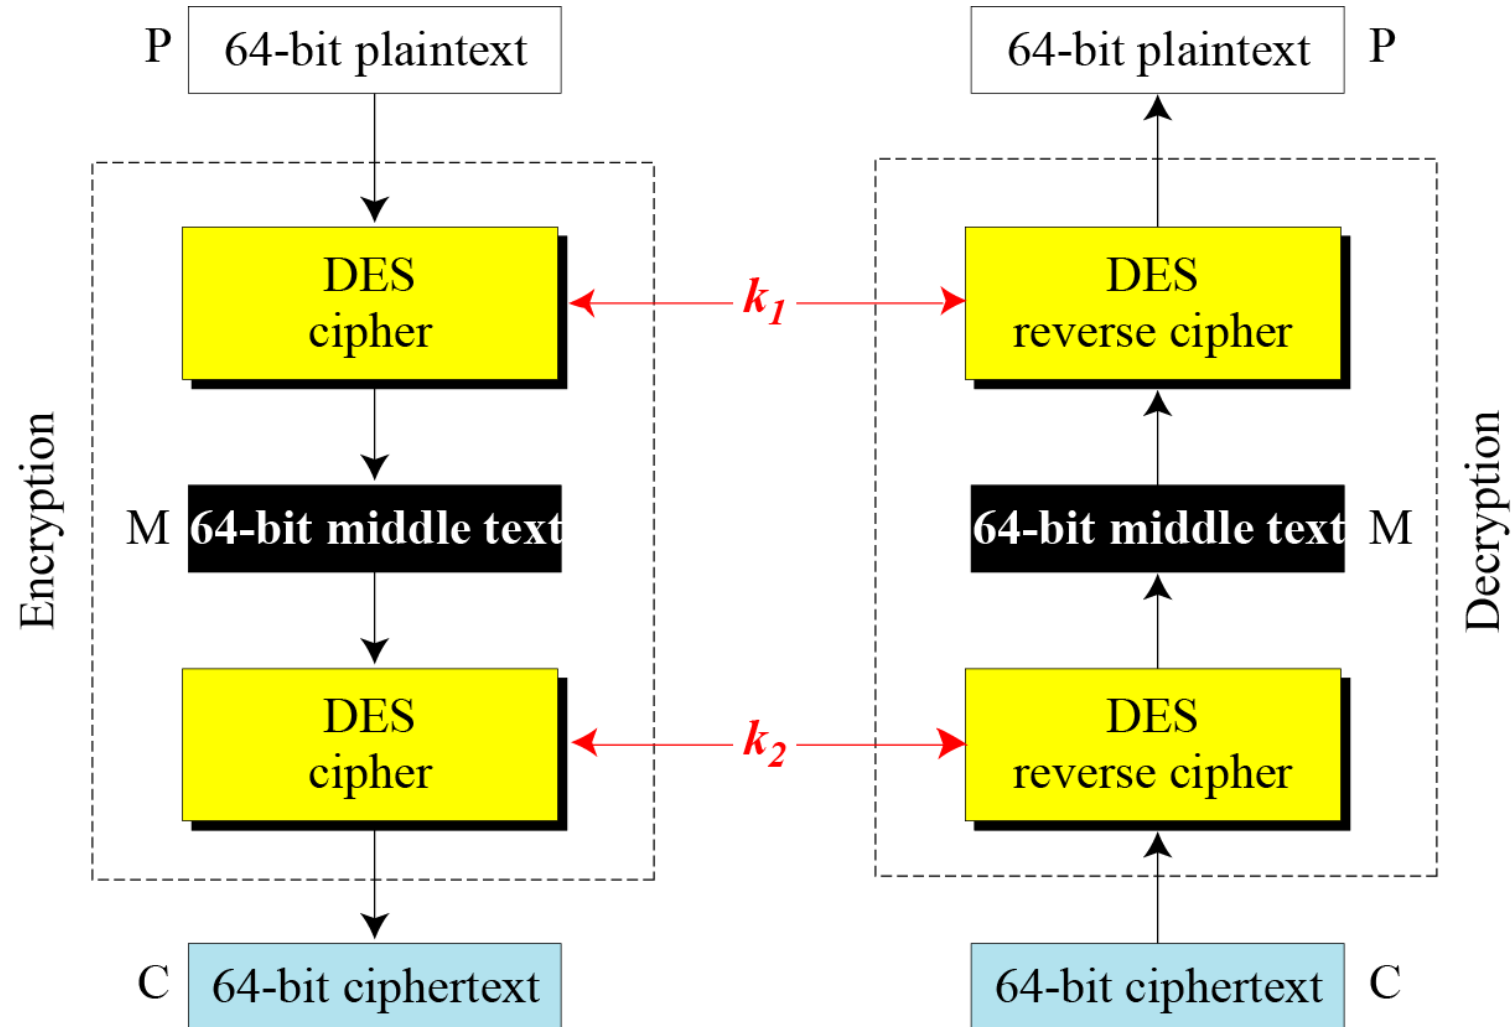 P
64-bit plaintext
64-bit plaintext
P
DES
cipher
k1
DES
reverse cipher
Encryption
M
64-bit middle text
64-bit middle text
M
Decryption
DES
cipher
k2
DES
reverse cipher
C
64-bit ciphertext
64-bit ciphertext
C